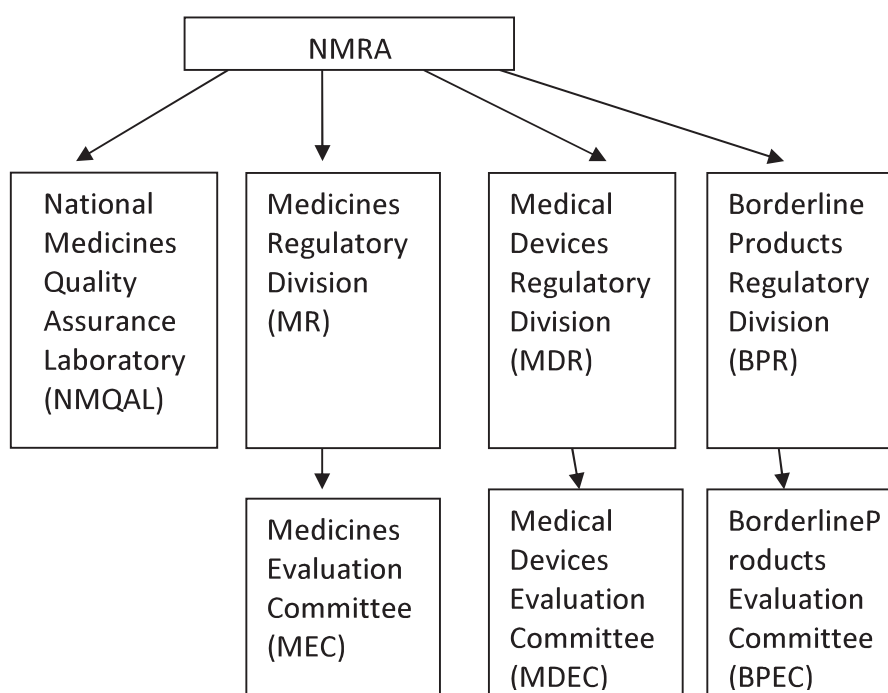 NMRA
National
Medicines
Quality
Assurance
Laboratory
(NMQAL)
Medicines
Regulatory
Division
(MR)
Medical
Devices
Regulatory
Division
(MDR)
Borderline
Products
Regulatory
Division
(BPR)
Medicines
Evaluation
Committee
(MEC)
Medical
Devices
Evaluation
Committee
(MDEC)
BorderlineP
roducts
Evaluation
Committee
(BPEC)